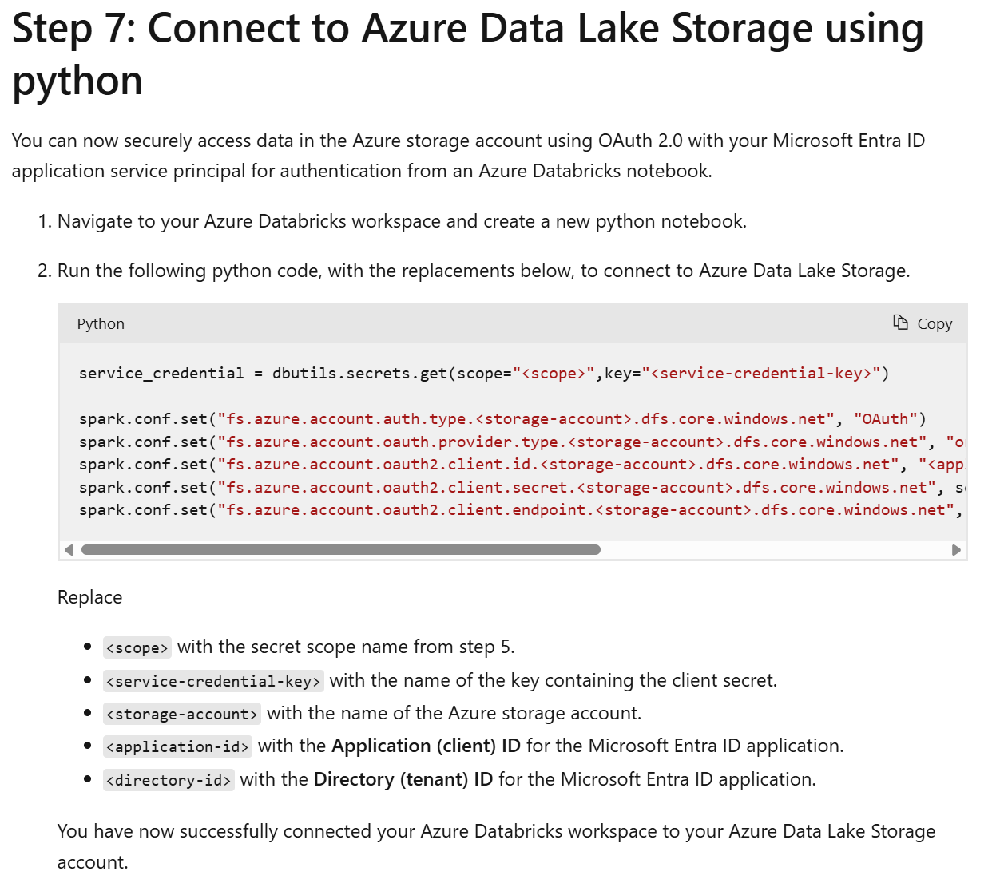 Step 7: Connect to Azure Data Lake Storage using
python
You can now securely access data in the Azure storage account using OAuth 2.0 with your Microsoft Entra ID
application service principal for authentication from an Azure Databricks notebook.
1. Navigate to your Azure Databricks workspace and create a new python notebook.
2. Run the following python code, with the replacements below, to connect to Azure Data Lake Storage.
Python Copy
service_credential = dbutils.secrets.get(scope="<scope>",key="<service-credential-key>")
spark.conf.set("fs.azure.account.auth.type.<storage-account>.dfs.core.windows.net", "OAuth")
spark.conf.set("fs.azure.account.oauth.provider.type.<storage-account>.dfs.core.windows.net", "o
spark.conf.set("fs.azure.account.oauth2.client.id.<storage-account>.dfs.core.windows.net", "<app
spark.conf.set("fs.azure.account.oauth2.client.secret.<storage-account>.dfs.core.windows.net", s
spark.conf.set("fs.azure.account.oauth2.client.endpoint.<storage-account>.dfs.core.windows.net",
Replace
• <scope> with the secret scope name from step 5.
• <service-credential-key> with the name of the key containing the client secret.
• <storage-account> with the name of the Azure storage account.
• <application-id> with the Application (client) ID for the Microsoft Entra ID application.
• <directory-id> with the Directory (tenant) ID for the Microsoft Entra ID application.
You have now successfully connected your Azure Databricks workspace to your Azure Data Lake Storage
account.